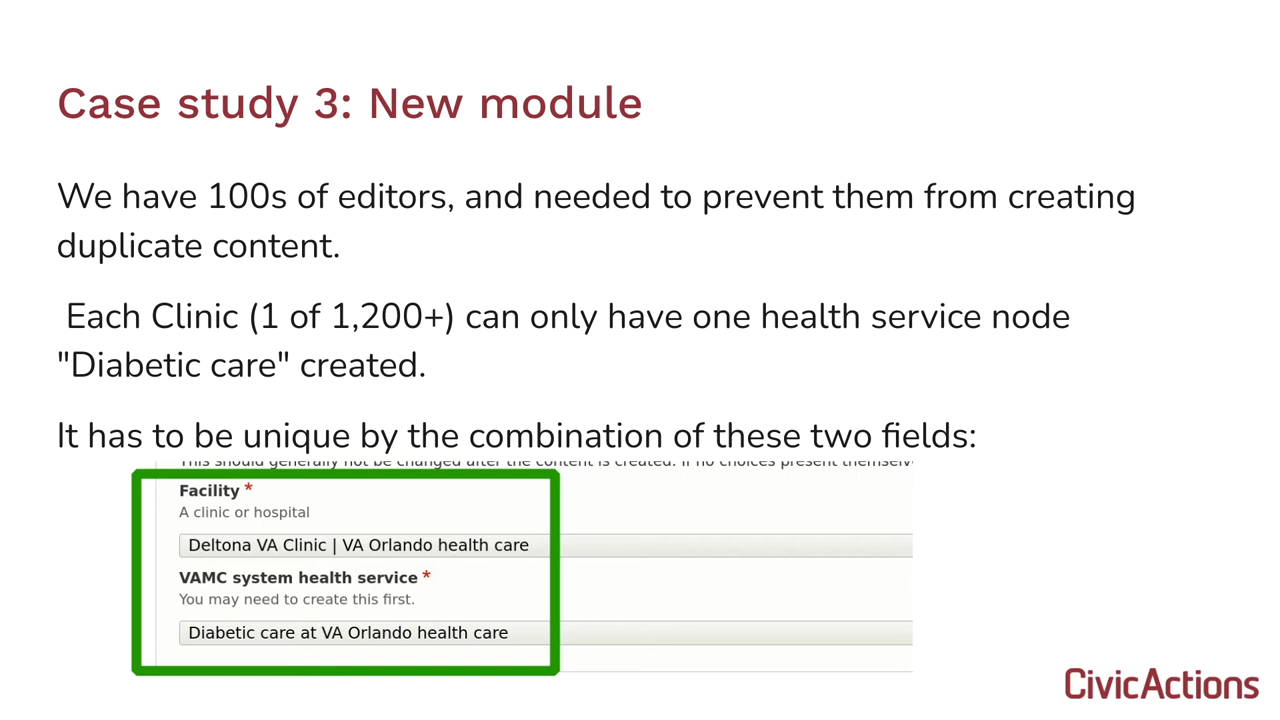 Case study 3: New module
We have 100s of editors, and needed to prevent them from creating
duplicate content.
Each Clinic (1 of 1,200+) can only have one health service node
"Diabetic care" created.
It has to be unique by the combination of these two fields:
This should generally not be changed after the content is created. If no choices present themselv
Facility *
A clinic or hospital
Deltona VA Clinic | VA Orlando health care
VAMC system health service *
You may need to create this first.
Diabetic care at VA Orlando health care
CivicActions